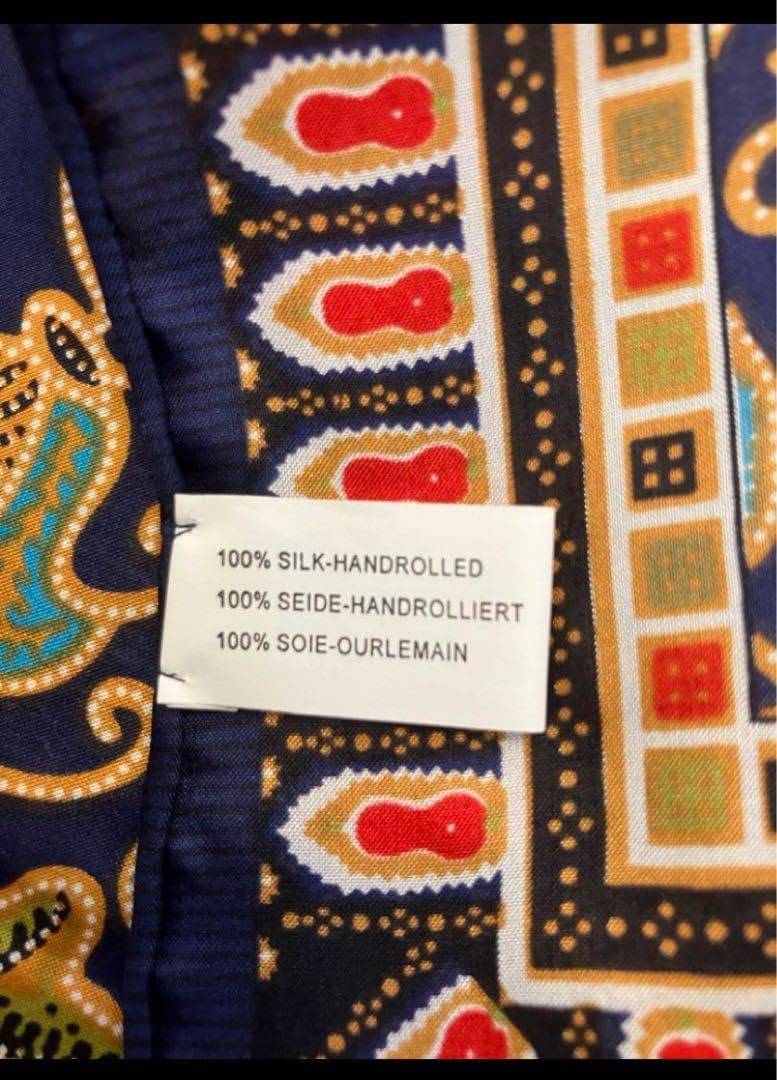 100% SILK-HANDROLLED
100% SEIDE-HANDROLLIERT
100% SOIE-OURLEMAIN